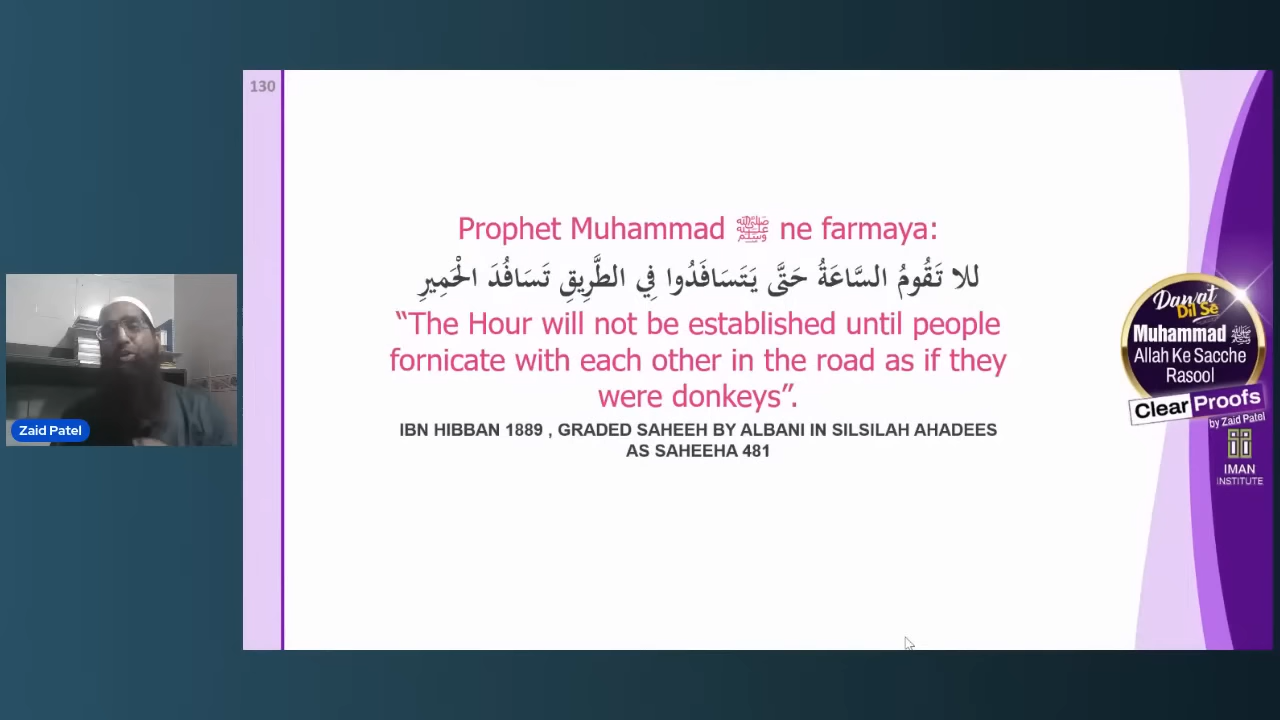 130
Prophet Muhammad ﷺ ne farmaya:
للا تَقُومُ السَّاعَةُ حَتَّى يَتَسَافَدُوا فِي الطَّرِيقِ تَسَافُدَ الْحَمِيرِ
“The Hour will not be established until people
fornicate with each other in the road as if they
were donkeys”.
IBN HIBBAN 1889 , GRADED SAHEEH BY ALBANI IN SILSILAH AHADEES
AS SAHEEHA 481
Zaid Patel
Dawat
Dil Se
Muhammad ﷺ
Allah Ke Sacche
Rasool
Clear Proofs
by Zaid Patel
IMAN
INSTITUTE